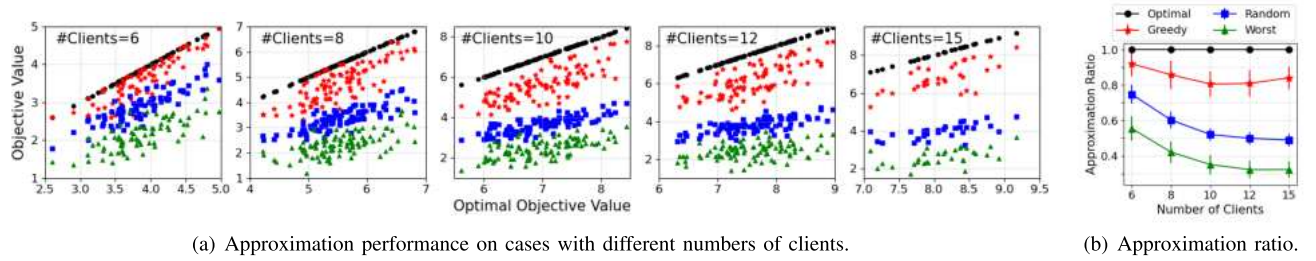 #Clients=6
#Clients=8
#Clients=10
#Clients=12
#Clients=15
Objective Value
5
4
3
2
1
2.6 3.0 3.5 4.0 4.5 5.0
7
6
5
4
3
2
1
4 5 6 7
8
6
4
2
6 7 8
8
6
4
2
6 7 8 9
8
6
4
2
7.0 7.5 8.0 8.5 9.0 9.5
Optimal Objective Value
(a) Approximation performance on cases with different numbers of clients.
Optimal Random
Greedy Worst
Approximation Ratio
1.0
0.8
0.6
0.4
6 8 10 12 15
Number of Clients
(b) Approximation ratio.